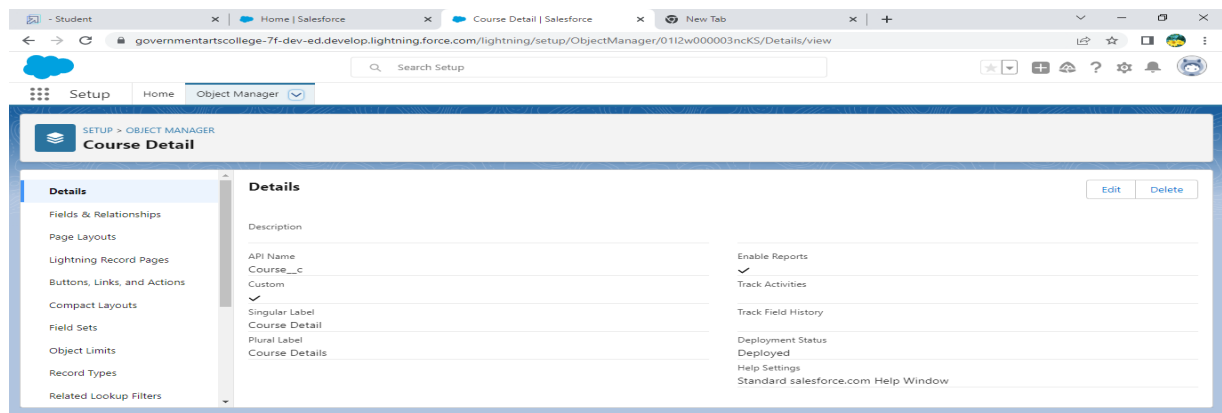 - Student
Home | Salesforce
Course Detail | Salesforce
New Tab
governmentartscollege-7f-dev-ed.develop.lightning.force.com/lightning/setup/ObjectManager/01I2w000003ncKS/Details/view
Search Setup
Setup
Home
Object Manager
SETUP > OBJECT MANAGER
Course Detail
Details
Fields & Relationships
Page Layouts
Lightning Record Pages
Buttons, Links, and Actions
Compact Layouts
Field Sets
Object Limits
Record Types
Related Lookup Filters
Details
Edit
Delete
Description
API Name
Course__c
Custom
Singular Label
Course Detail
Plural Label
Course Details
Enable Reports
Track Activities
Track Field History
Deployment Status
Deployed
Help Settings
Standard salesforce.com Help Window